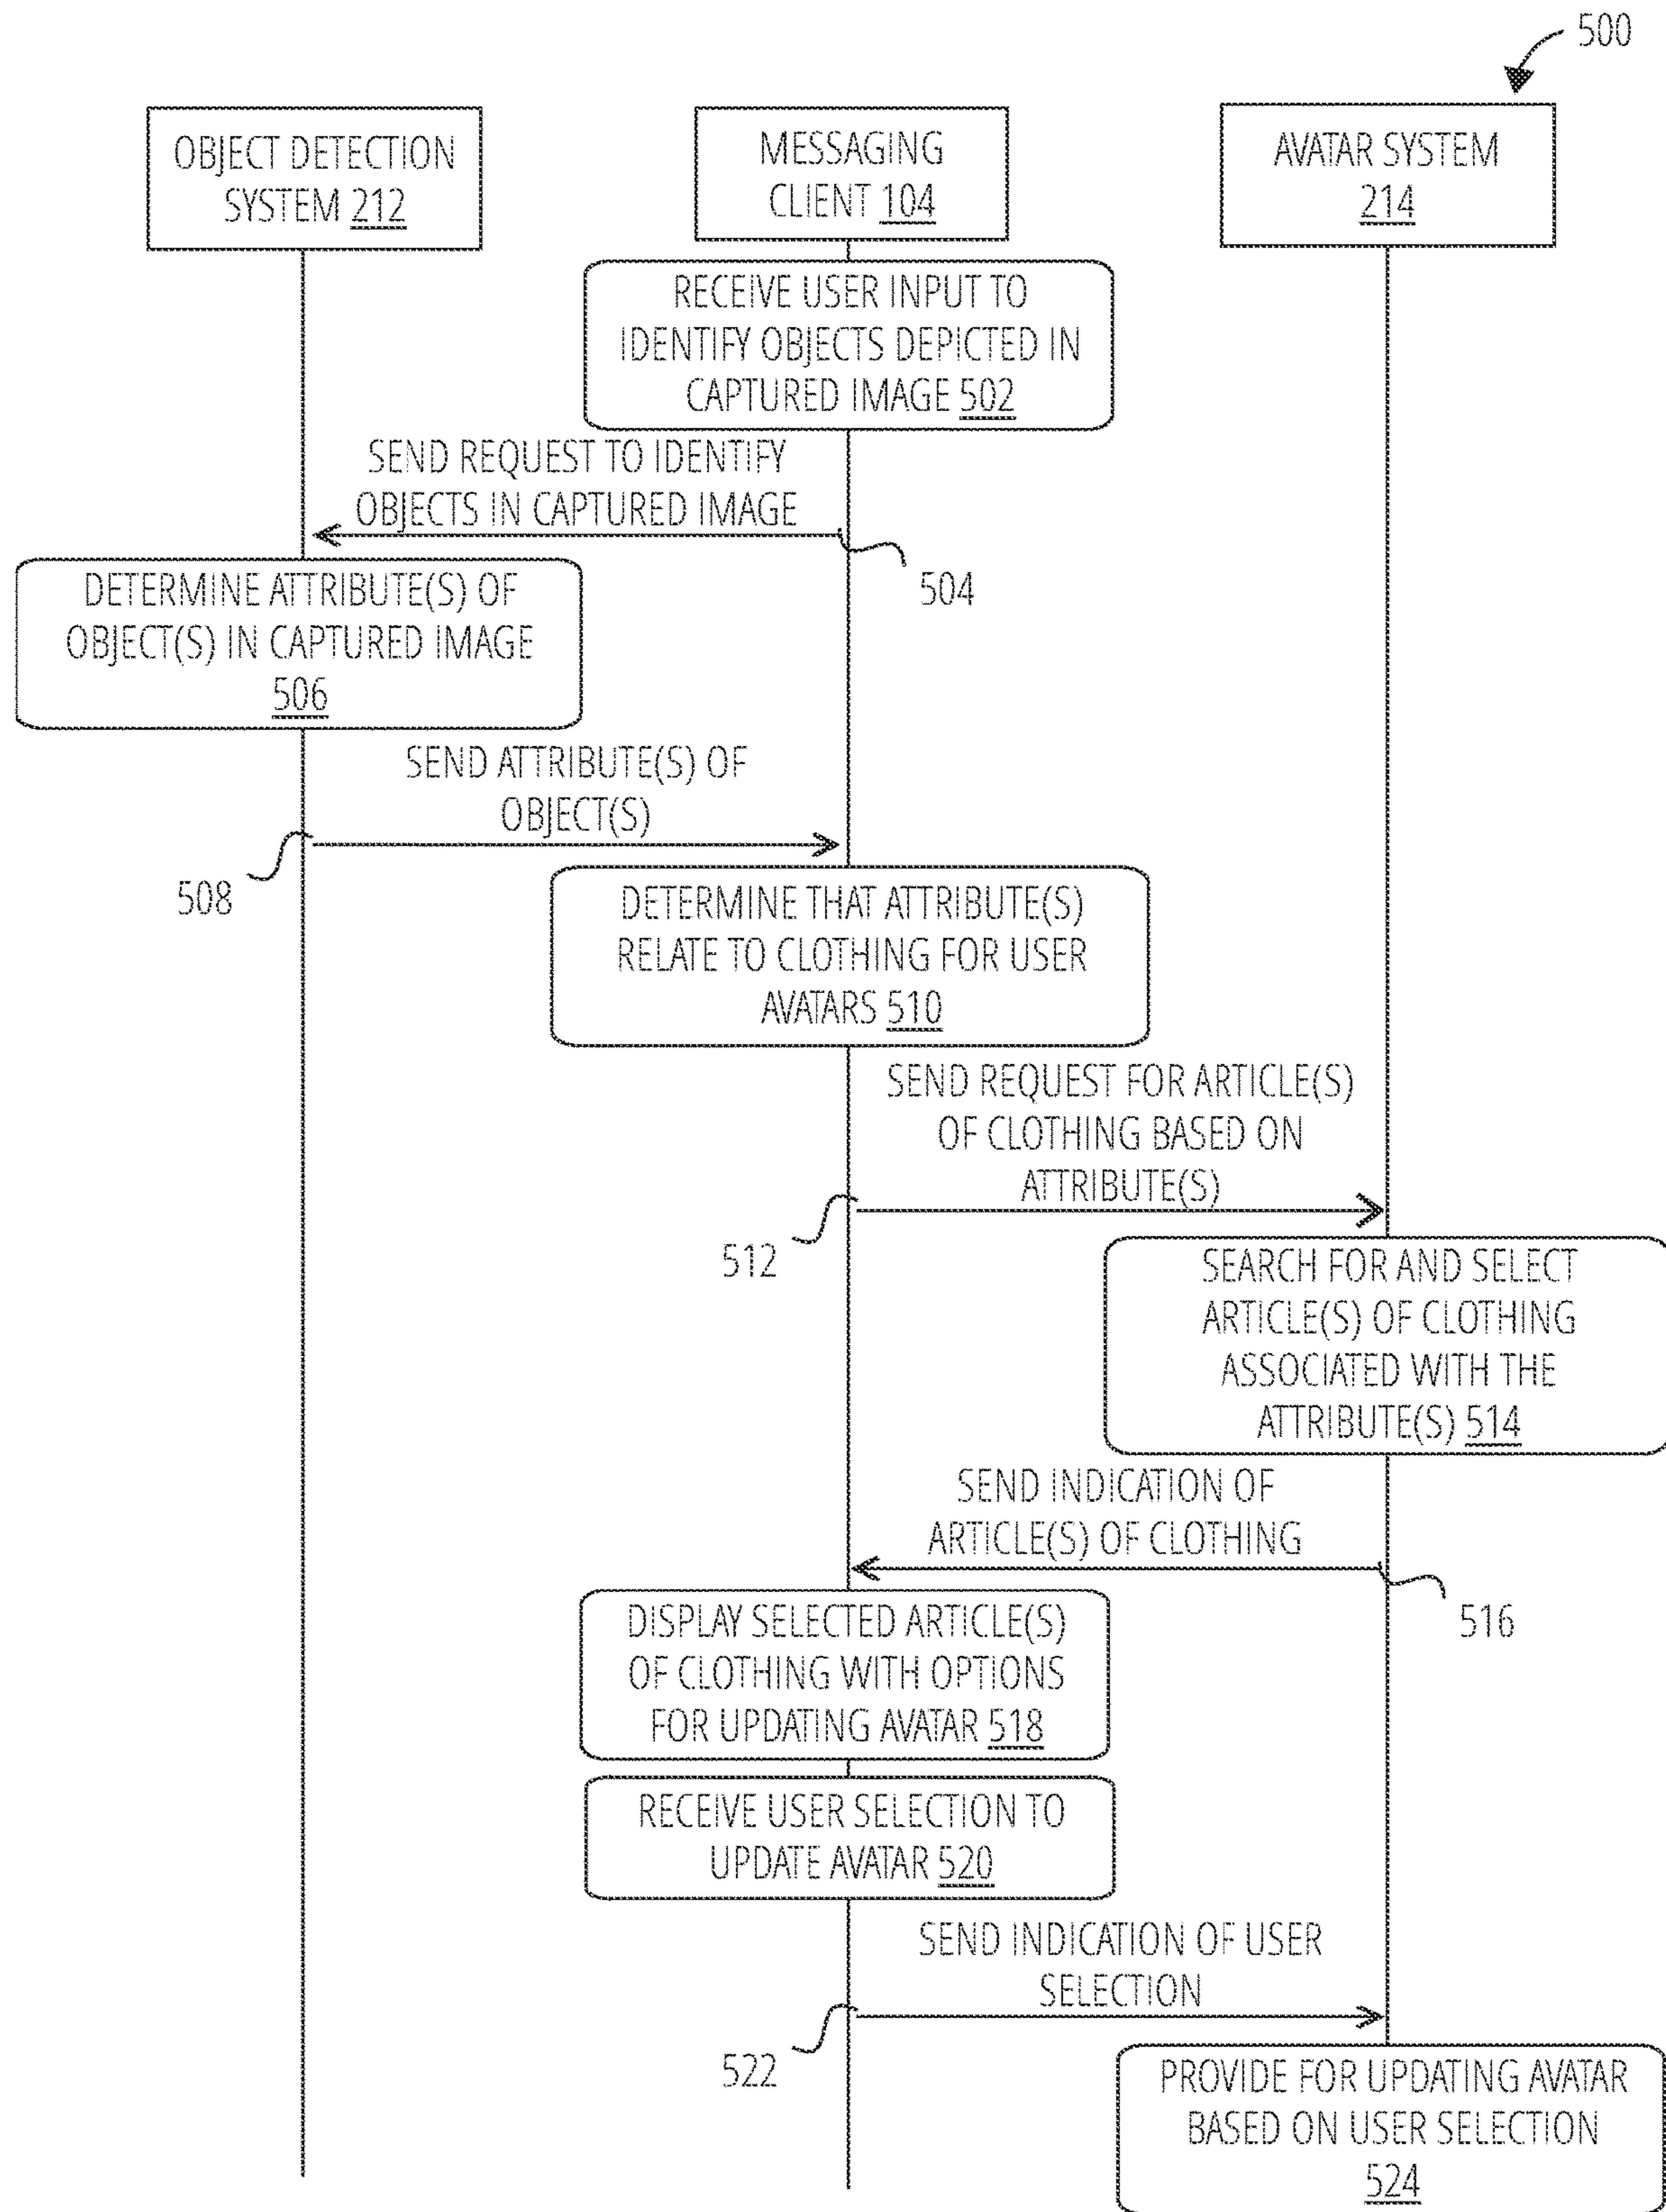 500
OBJECT DETECTION
SYSTEM 212
MESSAGING
CLIENT 104
AVATAR SYSTEM
214
RECEIVE USER INPUT TO
IDENTIFY OBJECTS DEPICTED IN
CAPTURED IMAGE 502
SEND REQUEST TO IDENTIFY
OBJECTS IN CAPTURED IMAGE
504
DETERMINE ATTRIBUTE(S) OF
OBJECT(S) IN CAPTURED IMAGE
506
SEND ATTRIBUTE(S) OF
OBJECT(S)
508
DETERMINE THAT ATTRIBUTE(S)
RELATE TO CLOTHING FOR USER
AVATARS 510
SEND REQUEST FOR ARTICLE(S)
OF CLOTHING BASED ON
ATTRIBUTE(S)
512
SEARCH FOR AND SELECT
ARTICLE(S) OF CLOTHING
ASSOCIATED WITH THE
ATTRIBUTE(S) 514
SEND INDICATION OF
ARTICLE(S) OF CLOTHING
516
DISPLAY SELECTED ARTICLE(S)
OF CLOTHING WITH OPTIONS
FOR UPDATING AVATAR 518
RECEIVE USER SELECTION TO
UPDATE AVATAR 520
SEND INDICATION OF USER
SELECTION
522
PROVIDE FOR UPDATING AVATAR
BASED ON USER SELECTION
524